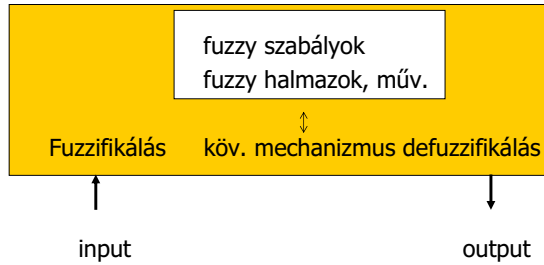 fuzzy szabályok
fuzzy halmazok, műv.
Fuzzifikálás köv. mechanizmus defuzzifikálás
input output